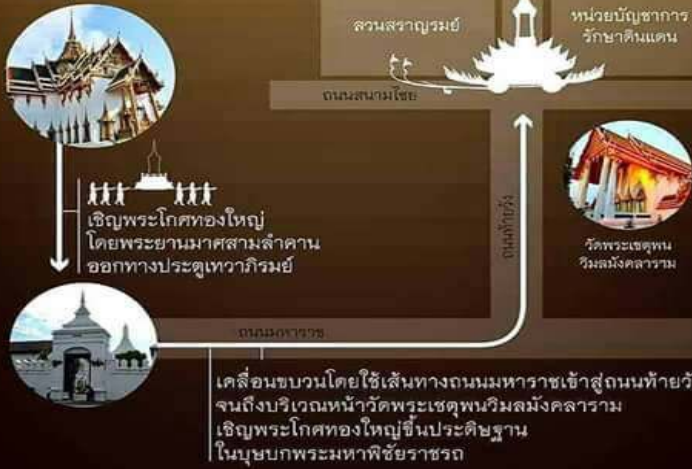 สวนสราญรมย์
หน่วยบัญชาการ
รักษาดินแดน
ถนนสนามไชย
เชิญพระโกศทองใหญ่
โดยพระยานมาศสามลำคาน
ออกทางประตูเทวาภิรมย์
ถนนท้ายวัง
วัดพระเชตุพน
วิมลมังคลาราม
ถนนมหาราช
เคลื่อนขบวนโดยใช้เส้นทางถนนมหาราชเข้าสู่ถนนท้ายวั
จนถึงบริเวณหน้าวัดพระเชตุพนวิมลมังคลาราม
เชิญพระโกศทองใหญ่ขึ้นประดิษฐาน
ในบุษบกพระมหาพิชัยราชรถ